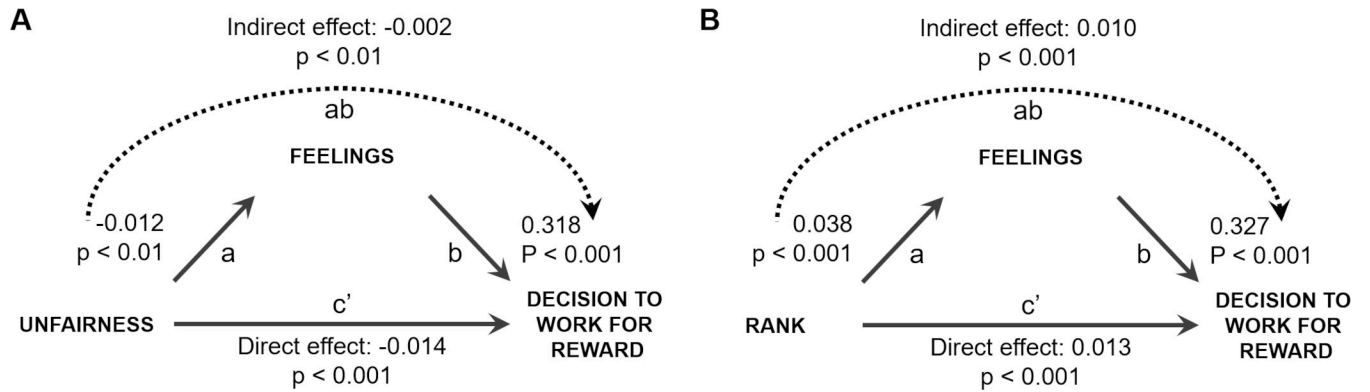 A
Indirect effect: -0.002
p < 0.01
ab
FEELINGS
-0.012
p < 0.01
a
b
0.318
P < 0.001
UNFAIRNESS
c’
Direct effect: -0.014
p < 0.001
DECISION TO
WORK FOR
REWARD
B
Indirect effect: 0.010
p < 0.001
ab
FEELINGS
0.038
p < 0.001
a
b
0.327
P < 0.001
RANK
c’
Direct effect: 0.013
p < 0.001
DECISION TO
WORK FOR
REWARD